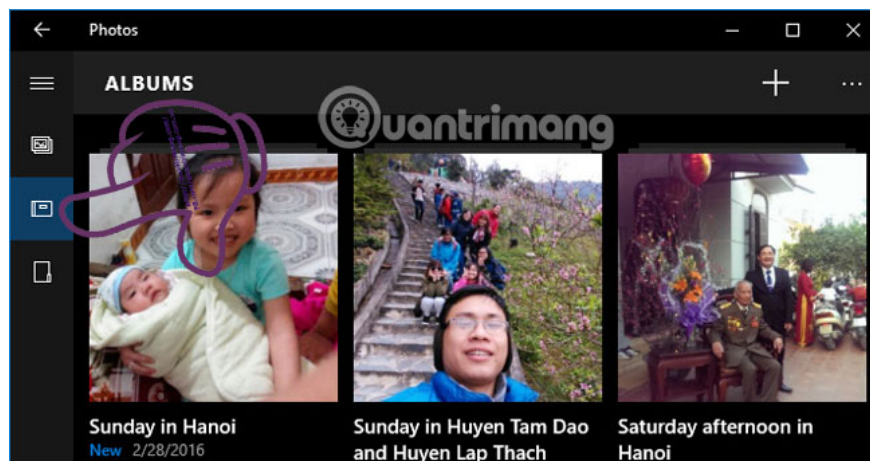 Photos
ALBUMS
Quantrimang
Sunday in Hanoi
New 2/28/2016
Sunday in Huyen Tam Dao
and Huyen Lap Thach
Saturday afternoon in
Hanoi